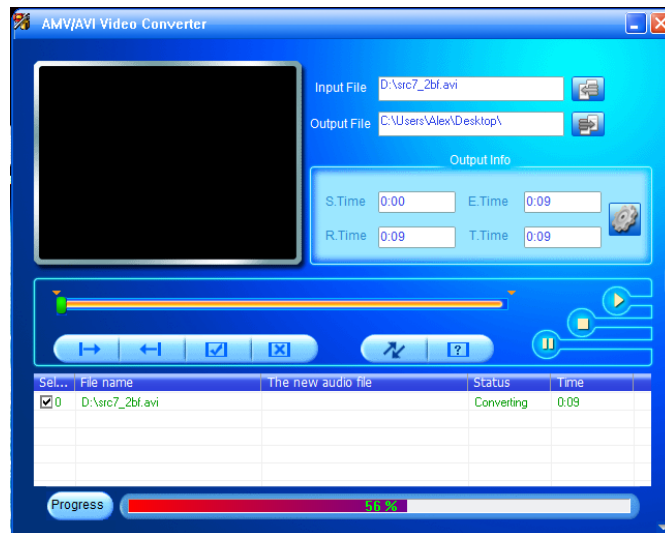 AMV/AVI Video Converter
Input File D:\src7_2bf.avi
Output File C:\Users\Alex\Desktop\
Output Info
S.Time 0:00 E.Time 0:09
R.Time 0:09 T.Time 0:09
?
Sel... File name The new audio file Status Time
0 D:\src7_2bf.avi Converting 0:09
Progress 56 %